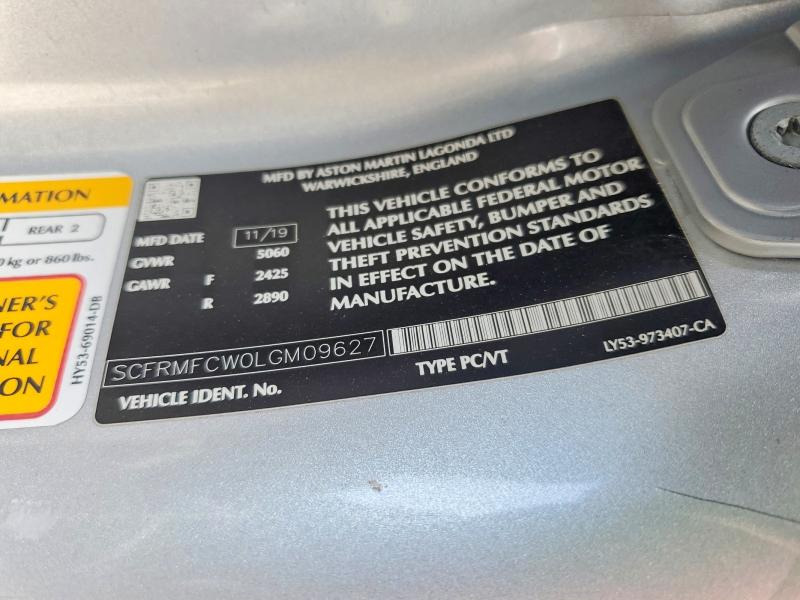 MATION
REAR 2
0 kg or 860 lbs.
NER'S
FOR
NAL
ON
HY53-69014-DB
MFD BY ASTON MARTIN LAGONDA LTD
WARWICKSHIRE, ENGLAND
MFD DATE 11/19
GVWR 5060
GAWR F 2425
R 2890
THIS VEHICLE CONFORMS TO
ALL APPLICABLE FEDERAL MOTOR
VEHICLE SAFETY, BUMPER AND
THEFT PREVENTION STANDARDS
IN EFFECT ON THE DATE OF
MANUFACTURE.
SCFRMFCW0LGM09627
VEHICLE IDENT. No.
TYPE PC/VT
LY53-973407-CA